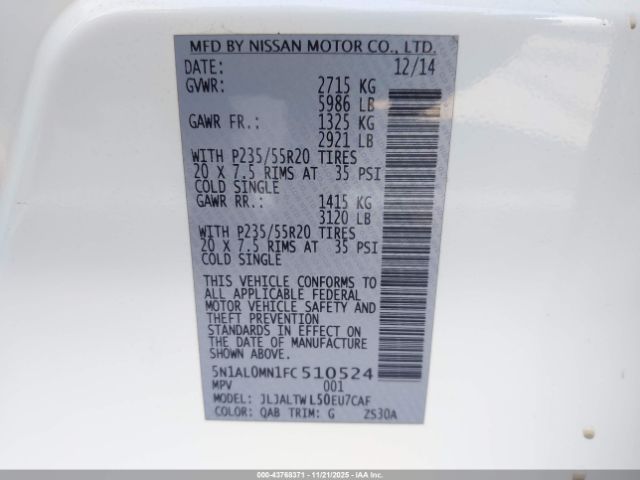 MFD BY NISSAN MOTOR CO., LTD.
DATE: 12/14
GVWR: 2715 KG
5986 LB
GAWR FR.: 1325 KG
2921 LB
WITH P235/55R20 TIRES
20 X 7.5 RIMS AT 35 PSI
COLD SINGLE
GAWR RR.: 1415 KG
3120 LB
WITH P235/55R20 TIRES
20 X 7.5 RIMS AT 35 PSI
COLD SINGLE
THIS VEHICLE CONFORMS TO
ALL APPLICABLE FEDERAL
MOTOR VEHICLE SAFETY AND
THEFT PREVENTION
STANDARDS IN EFFECT ON
THE DATE OF MANUFACTURE
SHOWN ABOVE.
5N1AL0MN1FC510524
MPV 001
MODEL: JLJALTWL50EU7CAF
COLOR: QAB TRIM: G ZS30A
000-43768371 - 11/21/2025 - IAAI.COM